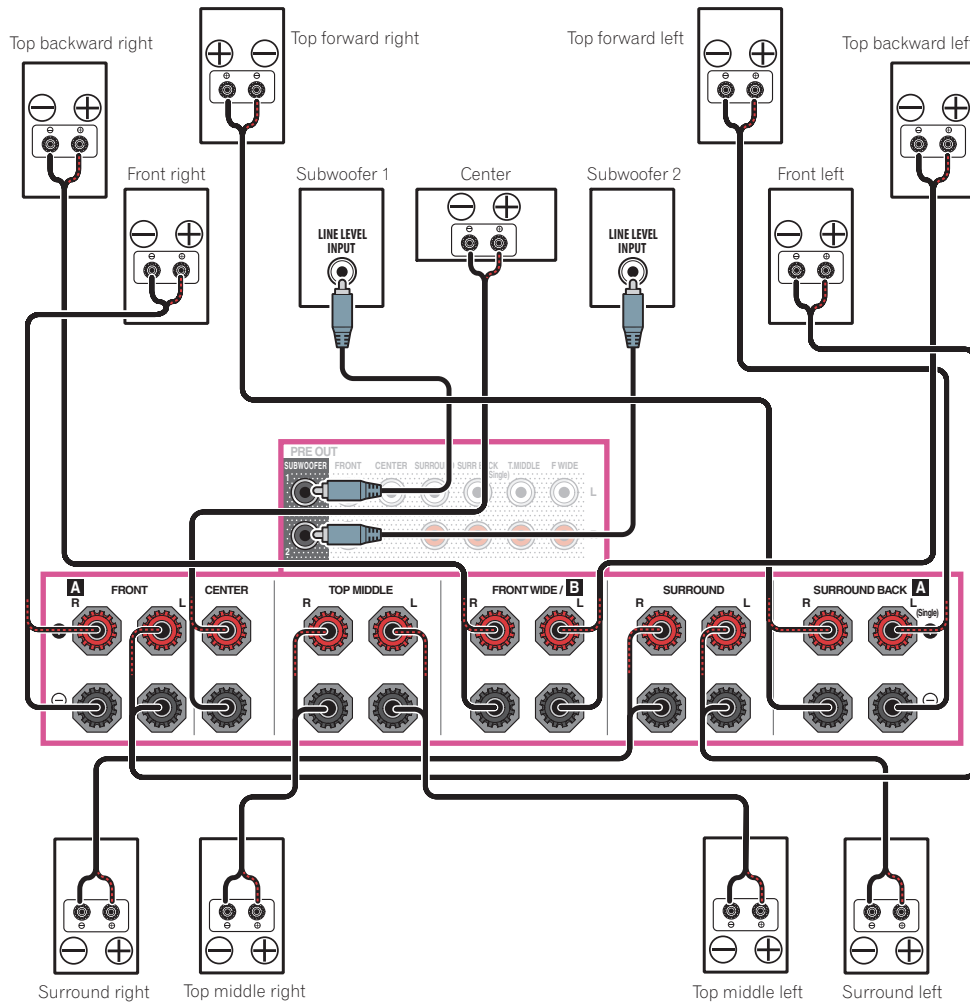 Top backward right
Top forward right
Top forward left
Top backward left
Front right
Subwoofer 1
Center
Subwoofer 2
Front left
LINE LEVEL
INPUT
LINE LEVEL
INPUT
PRE OUT
SUBWOOFER FRONT CENTER SURROUND SURR BACK T.MIDDLE F WIDE
(Single)
1
L
2
A FRONT CENTER TOP MIDDLE FRONT WIDE / B SURROUND SURROUND BACK A
R L R L R L R L R L
(Single)
Surround right
Top middle right
Top middle left
Surround left